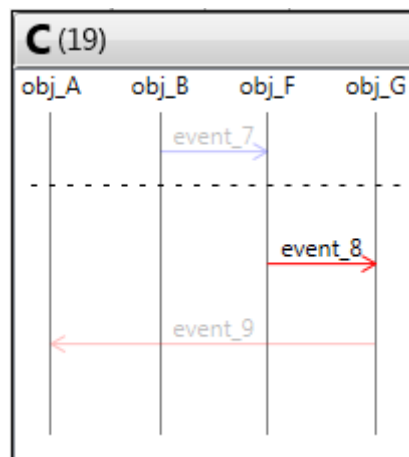 C (19)
obj_A obj_B obj_F obj_G
event_7
event_8
event_9